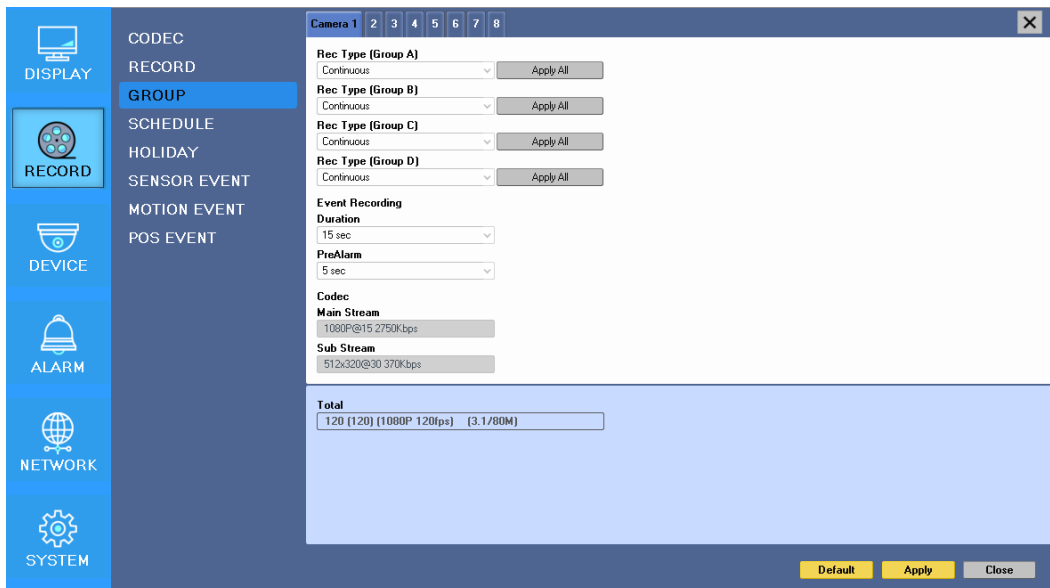 DISPLAY
RECORD
DEVICE
ALARM
NETWORK
SYSTEM
CODEC
RECORD
GROUP
SCHEDULE
HOLIDAY
SENSOR EVENT
MOTION EVENT
POS EVENT
Camera 1 2 3 4 5 6 7 8
Rec Type (Group A)
Continuous Apply All
Rec Type (Group B)
Continuous Apply All
Rec Type (Group C)
Continuous Apply All
Rec Type (Group D)
Continuous Apply All
Event Recording
Duration
15 sec
PreAlarm
5 sec
Codec
Main Stream
1080P@15 2750Kbps
Sub Stream
512x320@30 370Kbps
Total
120 (120) (1080P 120fps) (3.1/80M)
Default Apply Close